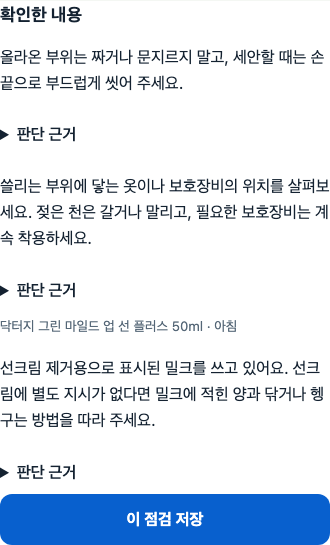 확인한 내용
올라온 부위는 짜거나 문지르지 말고, 세안할 때는 손
끝으로 부드럽게 씻어 주세요.
▶ 판단 근거
쓸리는 부위에 닿는 옷이나 보호장비의 위치를 살펴보
세요. 젖은 천은 갈거나 말리고, 필요한 보호장비는 계
속 착용하세요.
▶ 판단 근거
닥터지 그린 마일드 업 선 플러스 50ml · 아침
선크림 제거용으로 표시된 밀크를 쓰고 있어요. 선크
림에 별도 지시가 없다면 밀크에 적힌 양과 닦거나 헹
구는 방법을 따라 주세요.
▶ 판단 근거
이 점검 저장